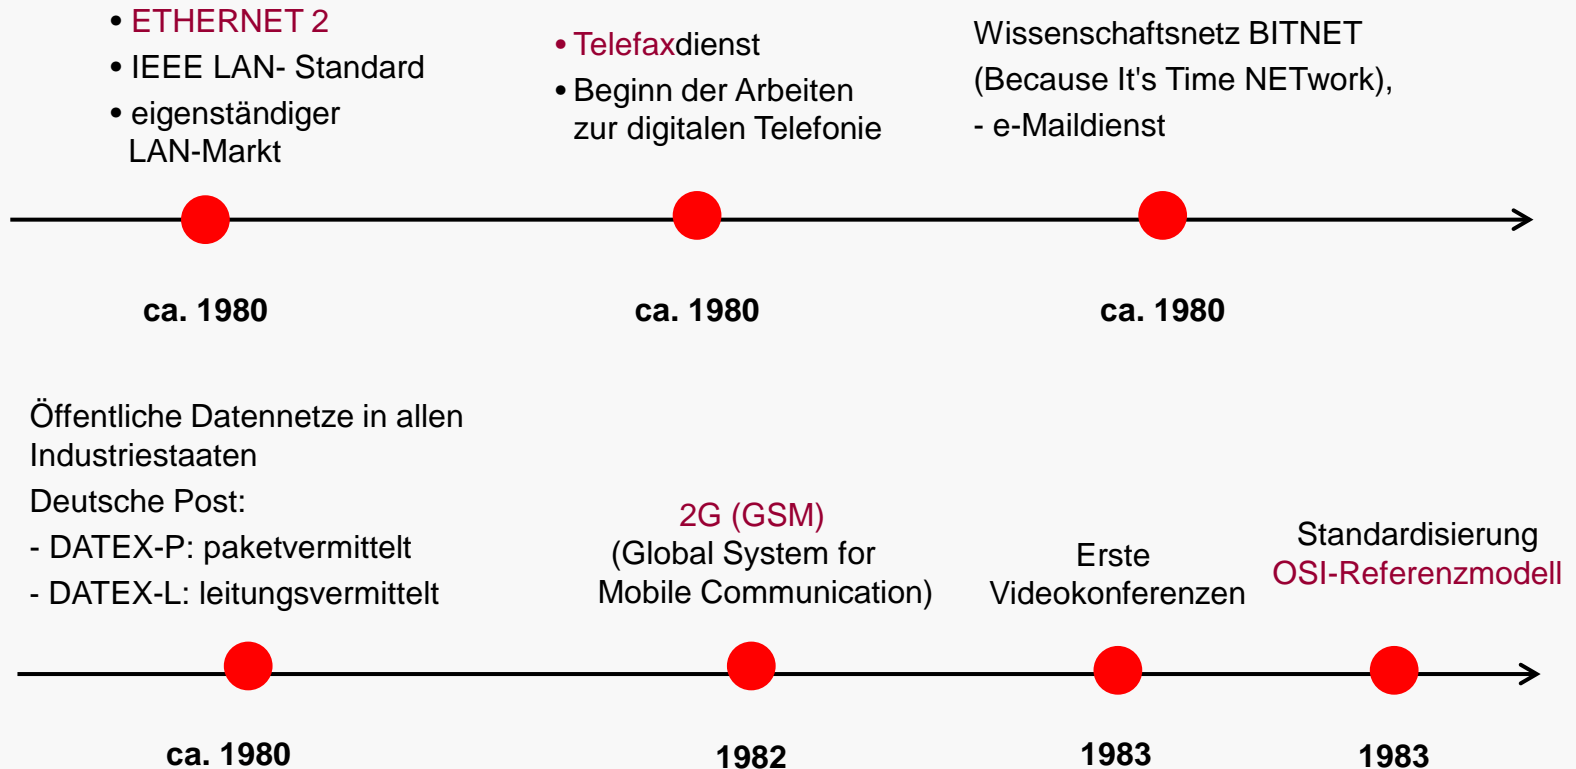 • ETHERNET 2
• IEEE LAN- Standard
• eigenständiger
LAN-Markt
• Telefaxdienst
• Beginn der Arbeiten
zur digitalen Telefonie
Wissenschaftsnetz BITNET
(Because It's Time NETwork),
- e-Maildienst
ca. 1980
ca. 1980
ca. 1980
Öffentliche Datennetze in allen
Industriestaaten
Deutsche Post:
- DATEX-P: paketvermittelt
- DATEX-L: leitungsvermittelt
2G (GSM)
(Global System for
Mobile Communication)
Erste
Videokonferenzen
Standardisierung
OSI-Referenzmodell
ca. 1980
1982
1983
1983